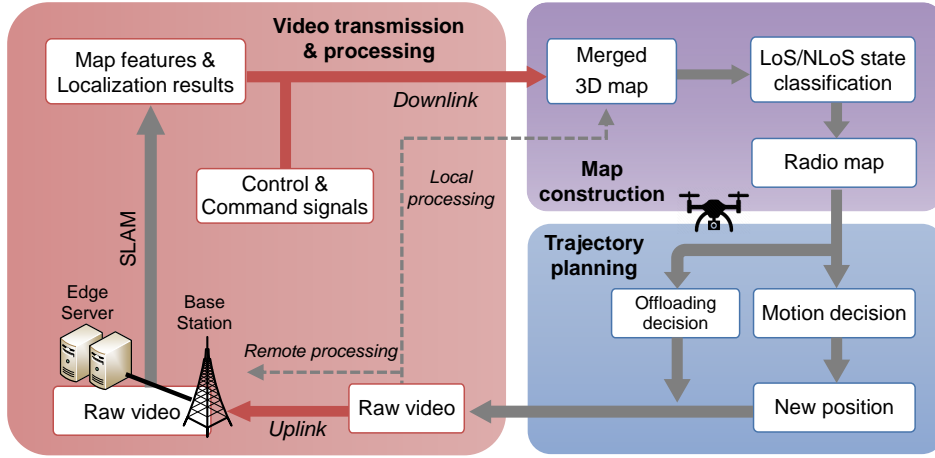 Video transmission
& processing
Map features &
Localization results
Downlink
Control &
Command signals
Local
processing
SLAM
Edge
Server
Base
Station
Remote processing
Raw video
Uplink
Raw video
Merged
3D map
LoS/NLoS state
classification
Radio map
Map
construction
Trajectory
planning
Offloading
decision
Motion decision
New position